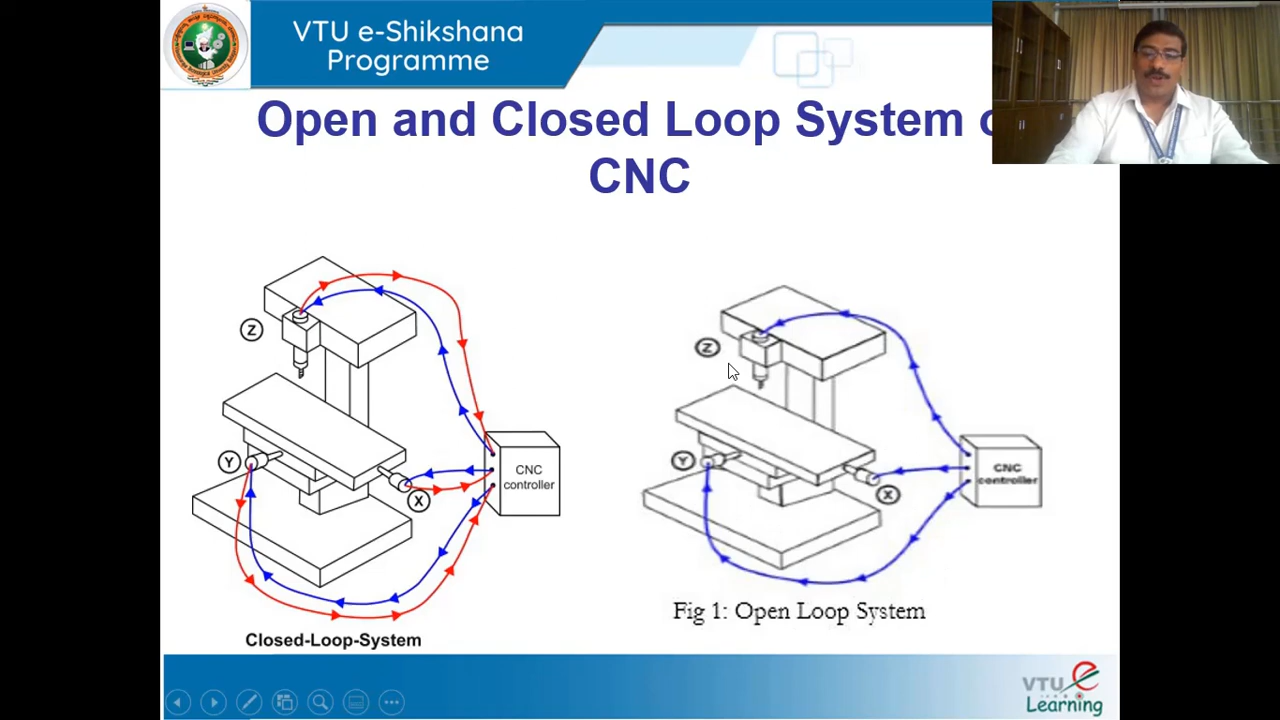 VTU e-Shikshana
Programme
Open and Closed Loop System
CNC
Z
Y
X
CNC
controller
Closed-Loop-System
Z
Y
X
CNC
controller
Fig 1: Open Loop System
VTU e
Learning